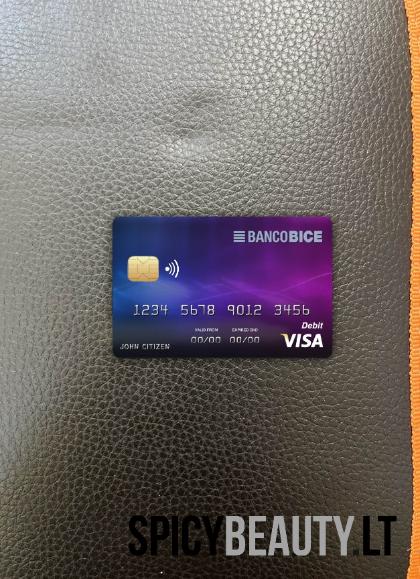 BANCOBICE
1234 5678 9012 3456
VALID FROM EXPIRES END
00/00 00/00
Debit
JOHN CITIZEN
VISA
SPICYBEAUTY.LT